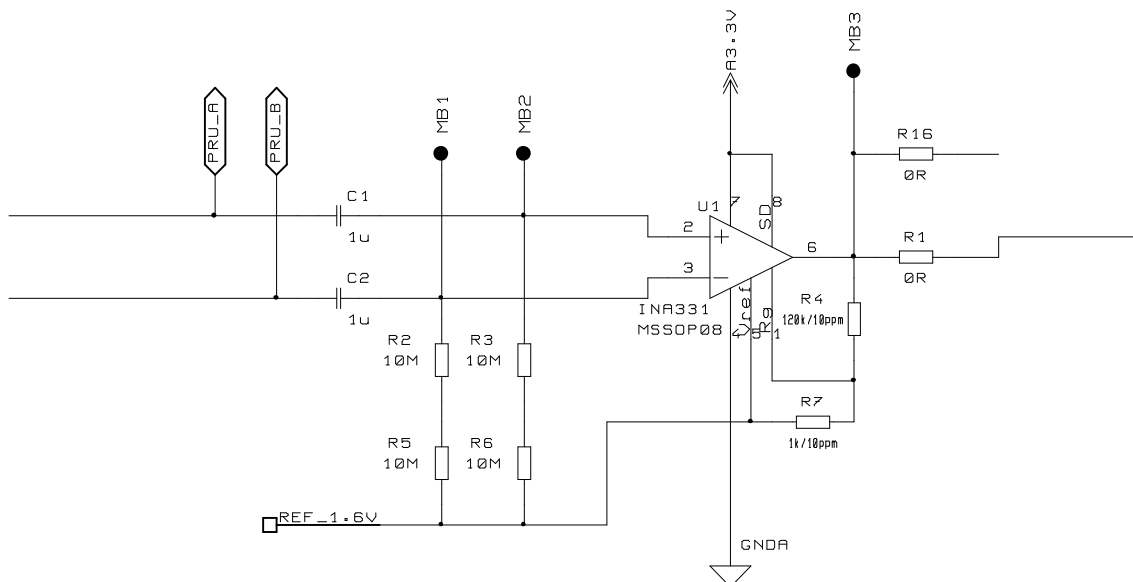 A3.3V
MB3
PRU_A
PRU_B
MB1
MB2
R16
0R
C1
1u
U1
7
SD
8
2
3
6
R1
0R
C2
1u
INA331
MSSOP08
4
Vref
5
Rg
1
R4
120k/10ppm
R2
10M
R3
10M
R7
1k/10ppm
R5
10M
R6
10M
REF_1.6V
GNDA